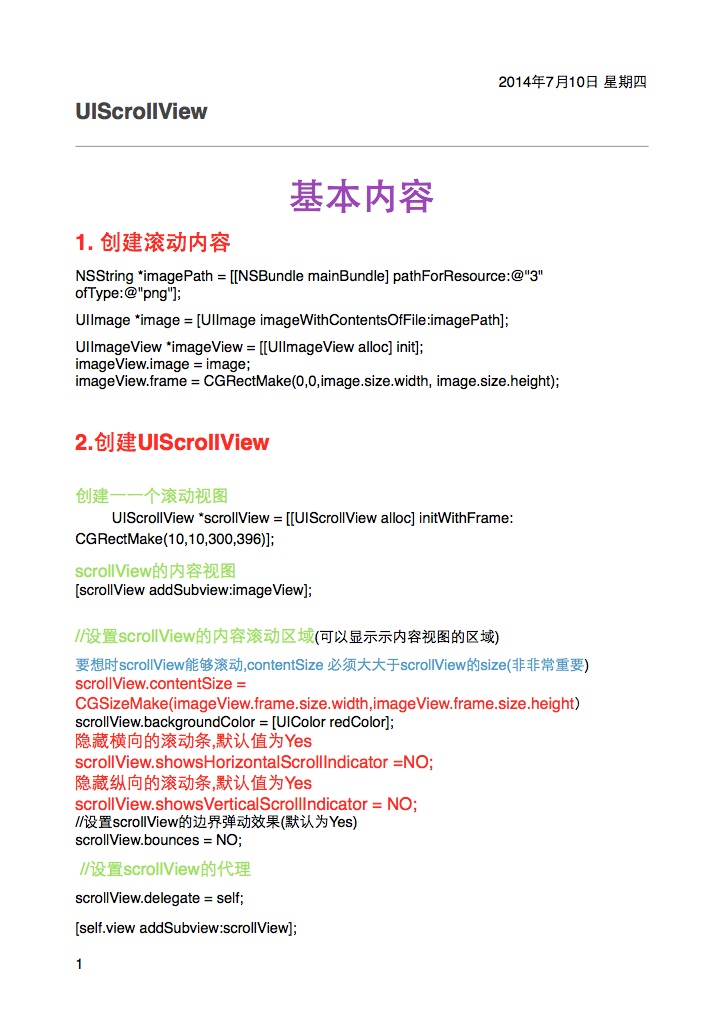 2014年7月10日 星期四
UIScrollView
基本内容
1. 创建滚动内容
NSString *imagePath = [[NSBundle mainBundle] pathForResource:@"3"
ofType:@"png"];
UIImage *image = [UIImage imageWithContentsOfFile:imagePath];
UIImageView *imageView = [[UIImageView alloc] init];
imageView.image = image;
imageView.frame = CGRectMake(0,0,image.size.width, image.size.height);
2.创建UIScrollView
创建一一个滚动视图
UIScrollView *scrollView = [[UIScrollView alloc] initWithFrame:
CGRectMake(10,10,300,396)];
scrollView的内容视图
[scrollView addSubview:imageView];
//设置scrollView的内容滚动区域(可以显示示内容视图的区域)
要想时scrollView能够滚动,contentSize 必须大大于scrollView的size(非非常重要)
scrollView.contentSize =
CGSizeMake(imageView.frame.size.width,imageView.frame.size.height）
scrollView.backgroundColor = [UIColor redColor];
隐藏横向的滚动条,默认值为Yes
scrollView.showsHorizontalScrollIndicator =NO;
隐藏纵向的滚动条,默认值为Yes
scrollView.showsVerticalScrollIndicator = NO;
//设置scrollView的边界弹动效果(默认为Yes)
scrollView.bounces = NO;
//设置scrollView的代理
scrollView.delegate = self;
[self.view addSubview:scrollView];
1